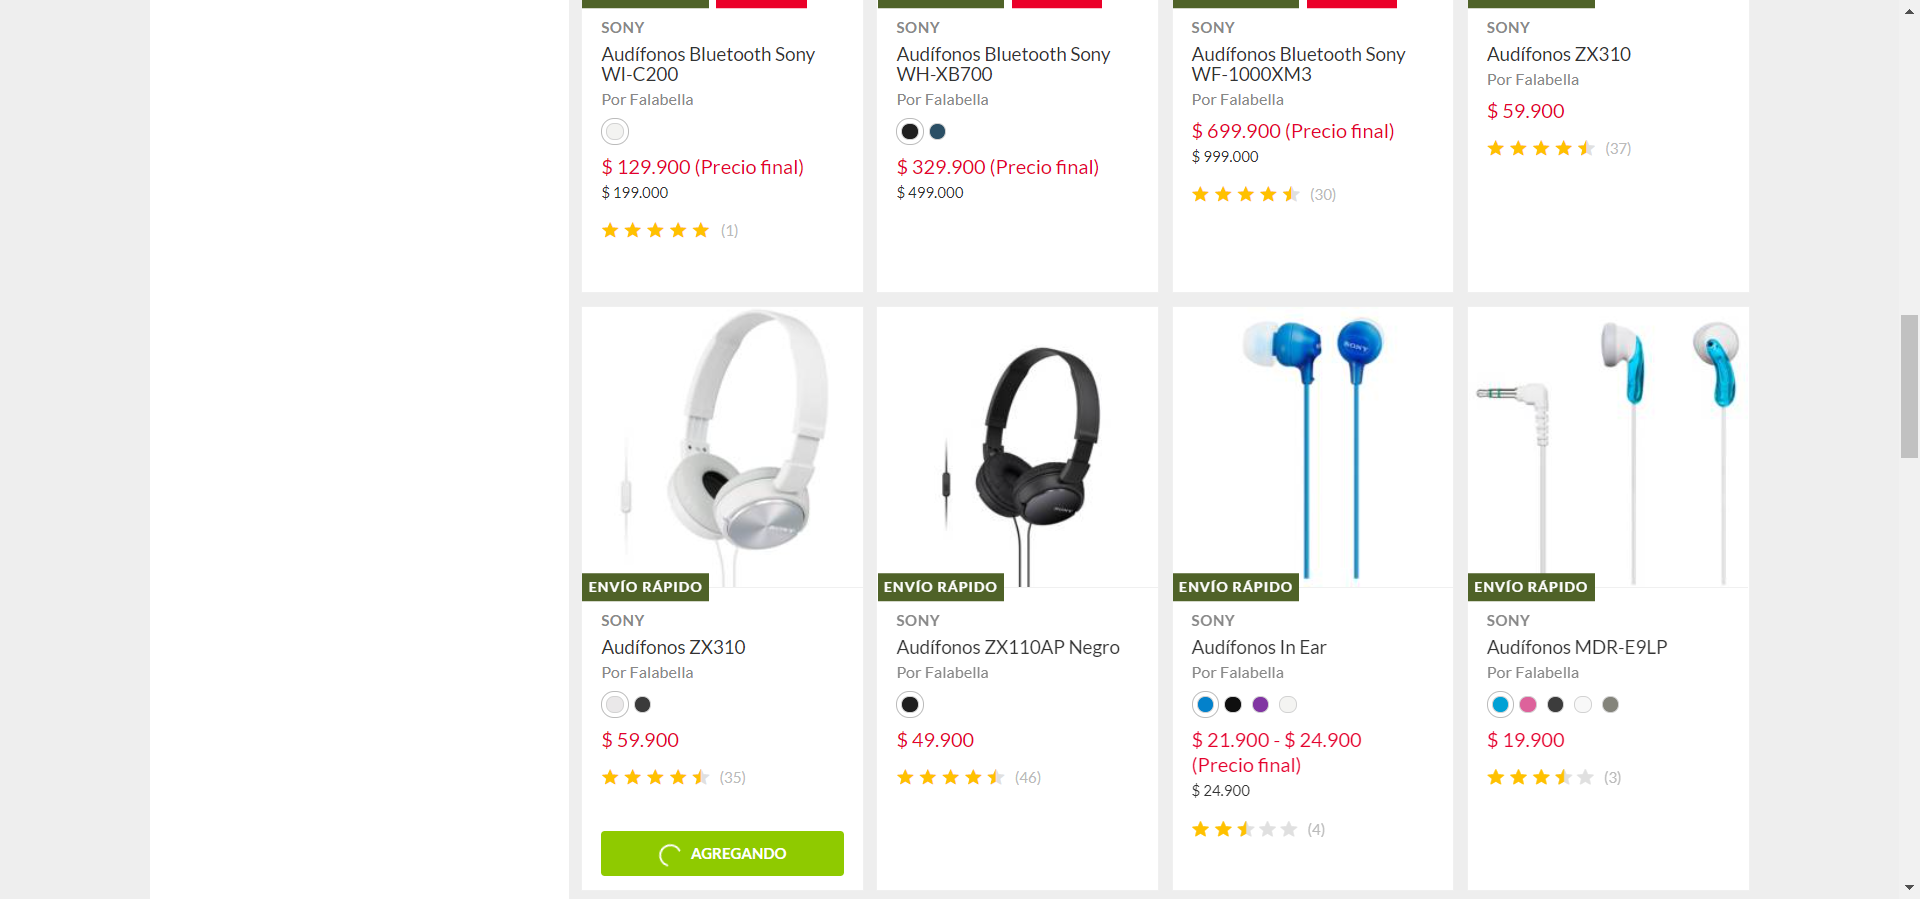 SONY
Audífonos Bluetooth Sony
WI-C200
Por Falabella
$ 129.900 (Precio final)
$ 199.000
(1)
SONY
Audífonos Bluetooth Sony
WH-XB700
Por Falabella
$ 329.900 (Precio final)
$ 499.000
SONY
Audífonos Bluetooth Sony
WF-1000XM3
Por Falabella
$ 699.900 (Precio final)
$ 999.000
(30)
SONY
Audífonos ZX310
Por Falabella
$ 59.900
(37)
SONY
ENVÍO RÁPIDO
SONY
Audífonos ZX310
Por Falabella
$ 59.900
(35)
AGREGANDO
SONY
ENVÍO RÁPIDO
SONY
Audífonos ZX110AP Negro
Por Falabella
$ 49.900
(46)
SONY
ENVÍO RÁPIDO
SONY
Audífonos In Ear
Por Falabella
$ 21.900 - $ 24.900
(Precio final)
$ 24.900
(4)
ENVÍO RÁPIDO
SONY
Audífonos MDR-E9LP
Por Falabella
$ 19.900
(3)